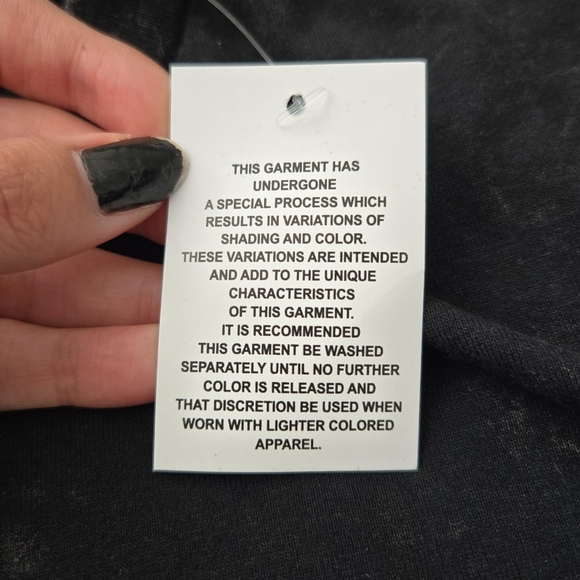 THIS GARMENT HAS
UNDERGONE
A SPECIAL PROCESS WHICH
RESULTS IN VARIATIONS OF
SHADING AND COLOR.
THESE VARIATIONS ARE INTENDED
AND ADD TO THE UNIQUE
CHARACTERISTICS
OF THIS GARMENT.
IT IS RECOMMENDED
THIS GARMENT BE WASHED
SEPARATELY UNTIL NO FURTHER
COLOR IS RELEASED AND
THAT DISCRETION BE USED WHEN
WORN WITH LIGHTER COLORED
APPAREL.